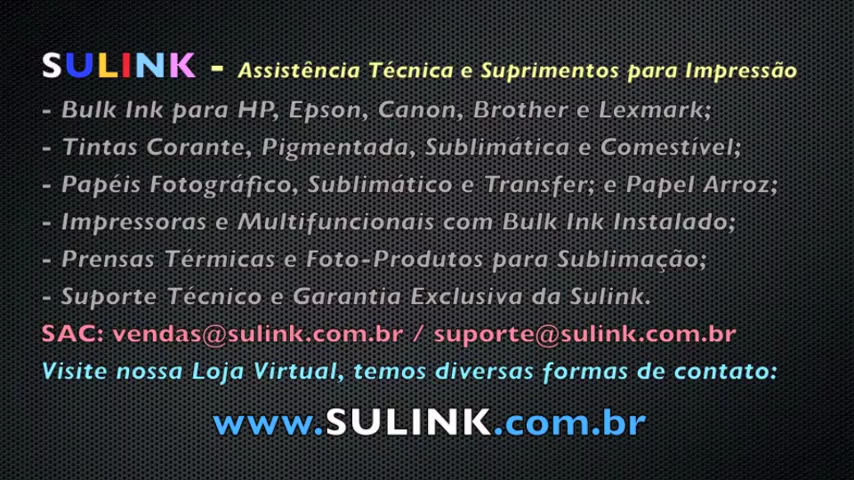 SULINK - Assistência Técnica e Suprimentos para Impressão
- Bulk Ink para HP, Epson, Canon, Brother e Lexmark;
- Tintas Corante, Pigmentada, Sublimática e Comestível;
- Papéis Fotográfico, Sublimático e Transfer; e Papel Arroz;
- Impressoras e Multifuncionais com Bulk Ink Instalado;
- Prensas Térmicas e Foto-Produtos para Sublimação;
- Suporte Técnico e Garantia Exclusiva da Sulink.
SAC: vendas@sulink.com.br / suporte@sulink.com.br
Visite nossa Loja Virtual, temos diversas formas de contato:
www.SULINK.com.br